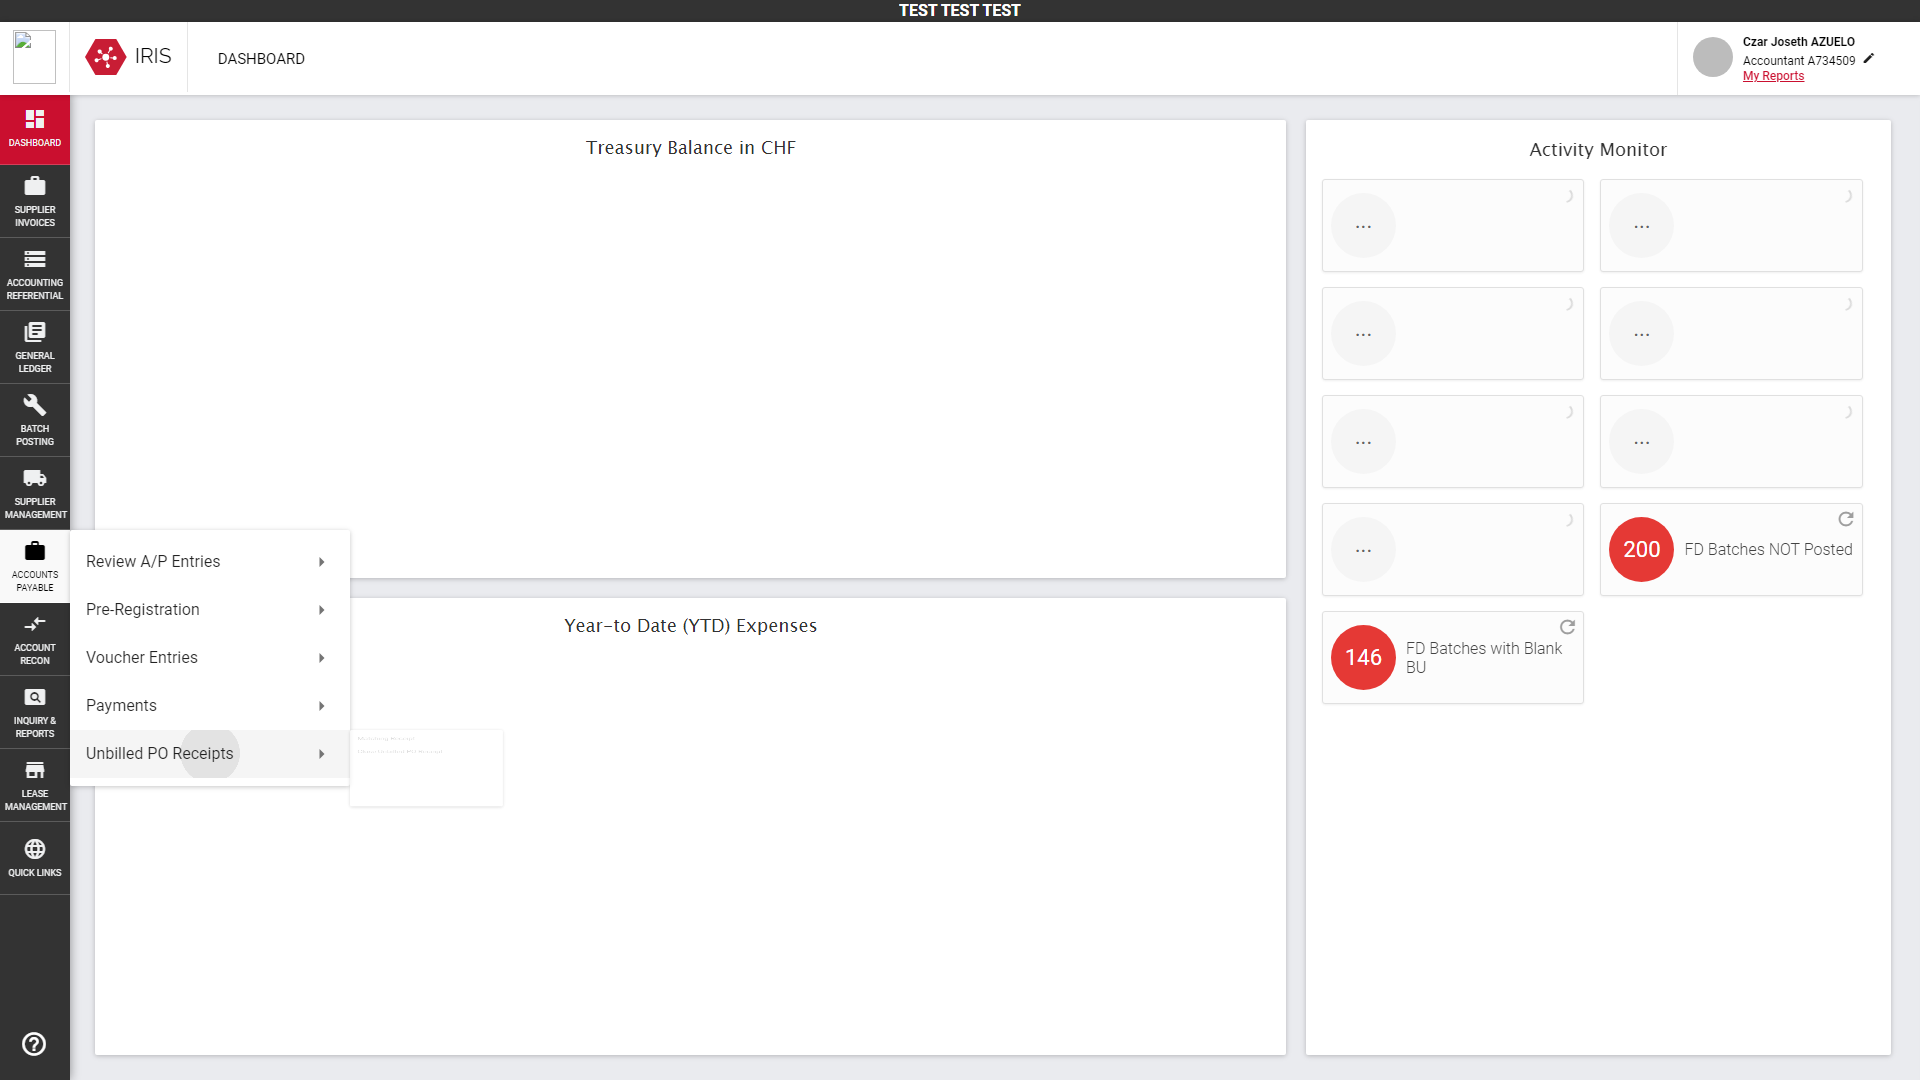 TEST TEST TEST
IRIS
DASHBOARD
Czar Joseth AZUELO
Accountant A734509
My Reports
DASHBOARD
SUPPLIER
INVOICES
ACCOUNTING
REFERENTIAL
GENERAL
LEDGER
BATCH
POSTING
SUPPLIER
MANAGEMENT
ACCOUNTS
PAYABLE
ACCOUNT
RECON
INQUIRY &
REPORTS
LEASE
MANAGEMENT
QUICK LINKS
Review A/P Entries
Pre-Registration
Voucher Entries
Payments
Unbilled PO Receipts
Treasury Balance in CHF
Year-to Date (YTD) Expenses
Activity Monitor
...
...
...
...
...
...
...
200 FD Batches NOT Posted
146 FD Batches with Blank
BU